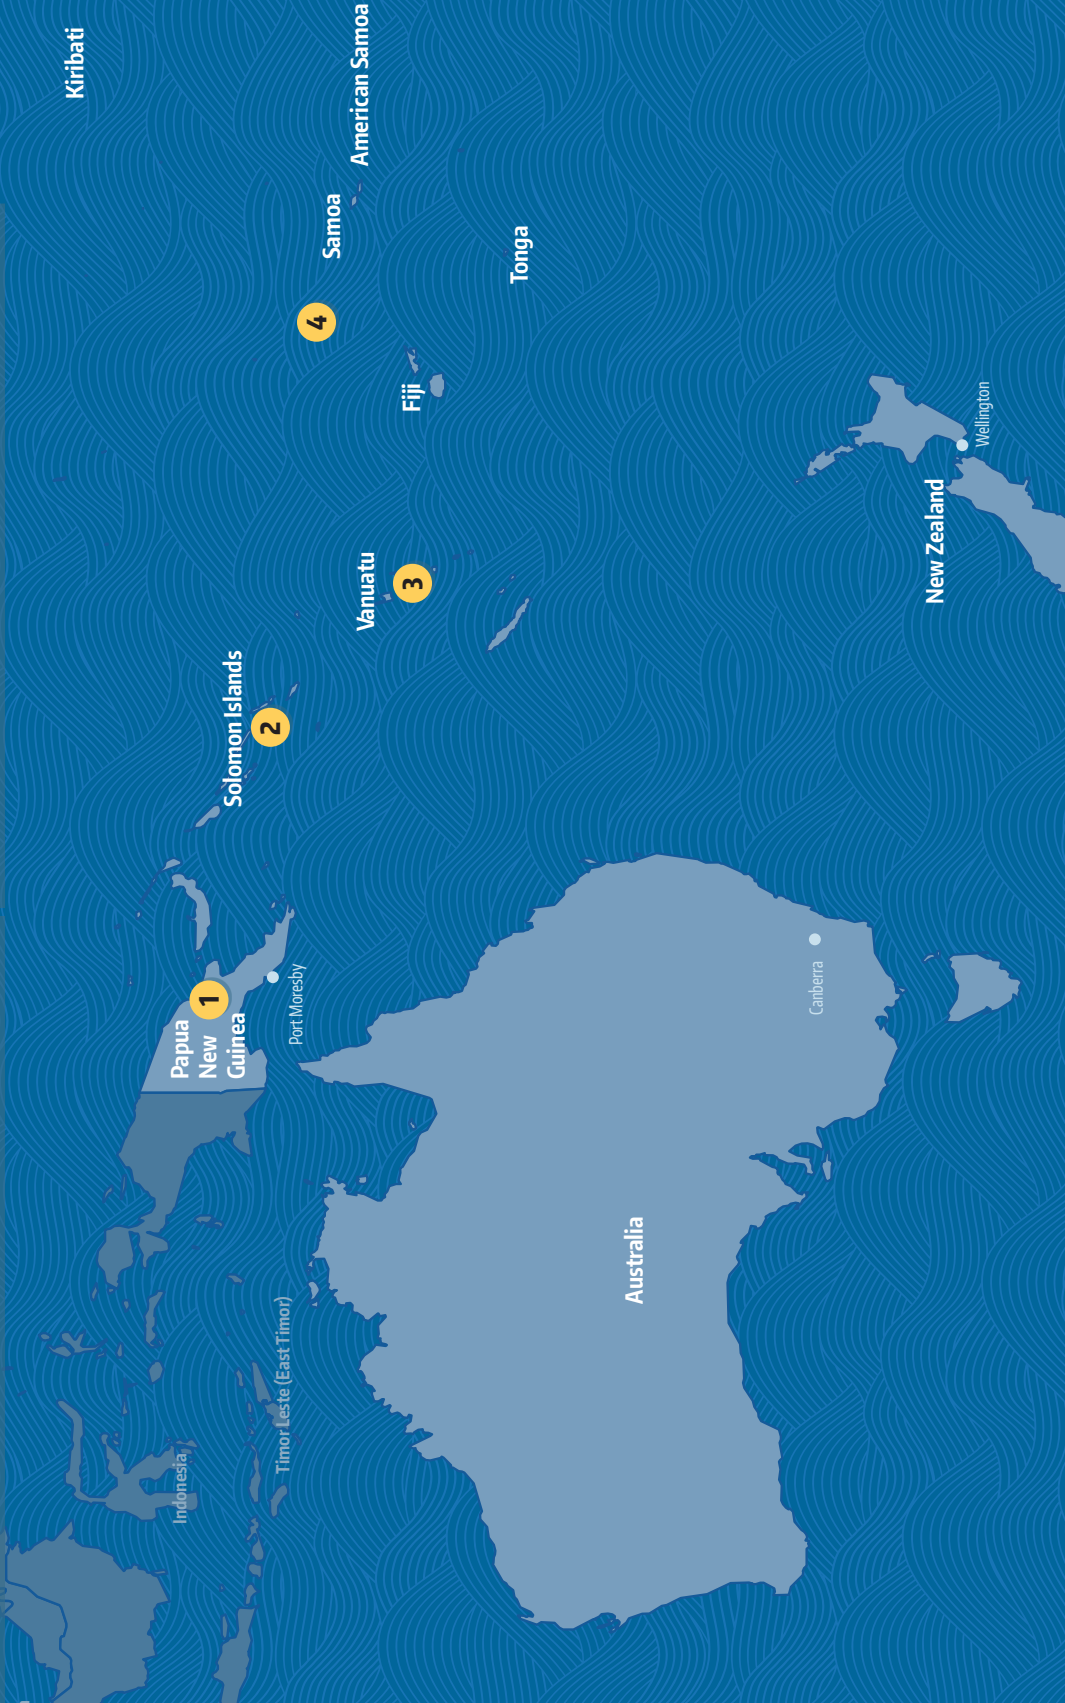 Kiribati
American Samoa
Samoa
4
Tonga
Fiji
Vanuatu
3
Solomon Islands
2
Papua
New
Guinea
1
Port Moresby
Indonesia
Timor Leste (East Timor)
Australia
Canberra
New Zealand
Wellington